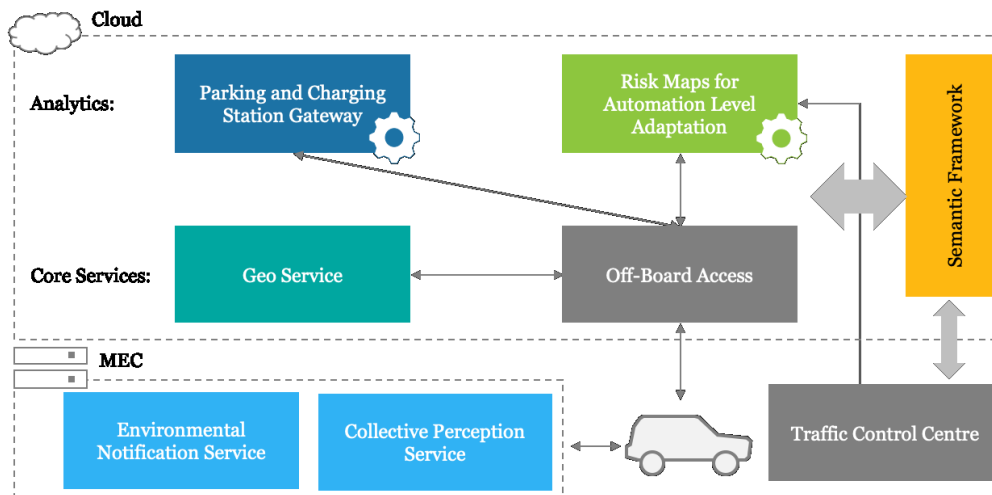 Cloud
Analytics:
Parking and Charging
Station Gateway
Risk Maps for
Automation Level
Adaptation
Semantic Framework
Core Services:
Geo Service
Off-Board Access
MEC
Environmental
Notification Service
Collective Perception
Service
Traffic Control Centre